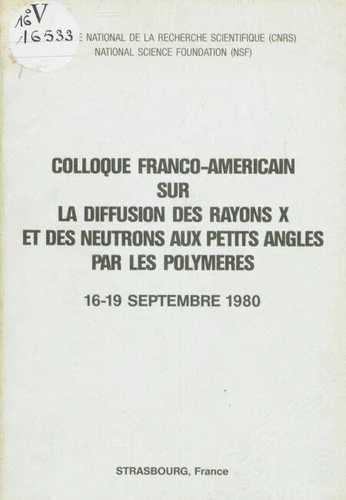 16° V
16533
E NATIONAL DE LA RECHERCHE SCIENTIFIQUE (CNRS)
NATIONAL SCIENCE FOUNDATION (NSF)
COLLOQUE FRANCO-AMERICAIN
SUR
LA DIFFUSION DES RAYONS X
ET DES NEUTRONS AUX PETITS ANGLES
PAR LES POLYMERES
16-19 SEPTEMBRE 1980
STRASBOURG, France